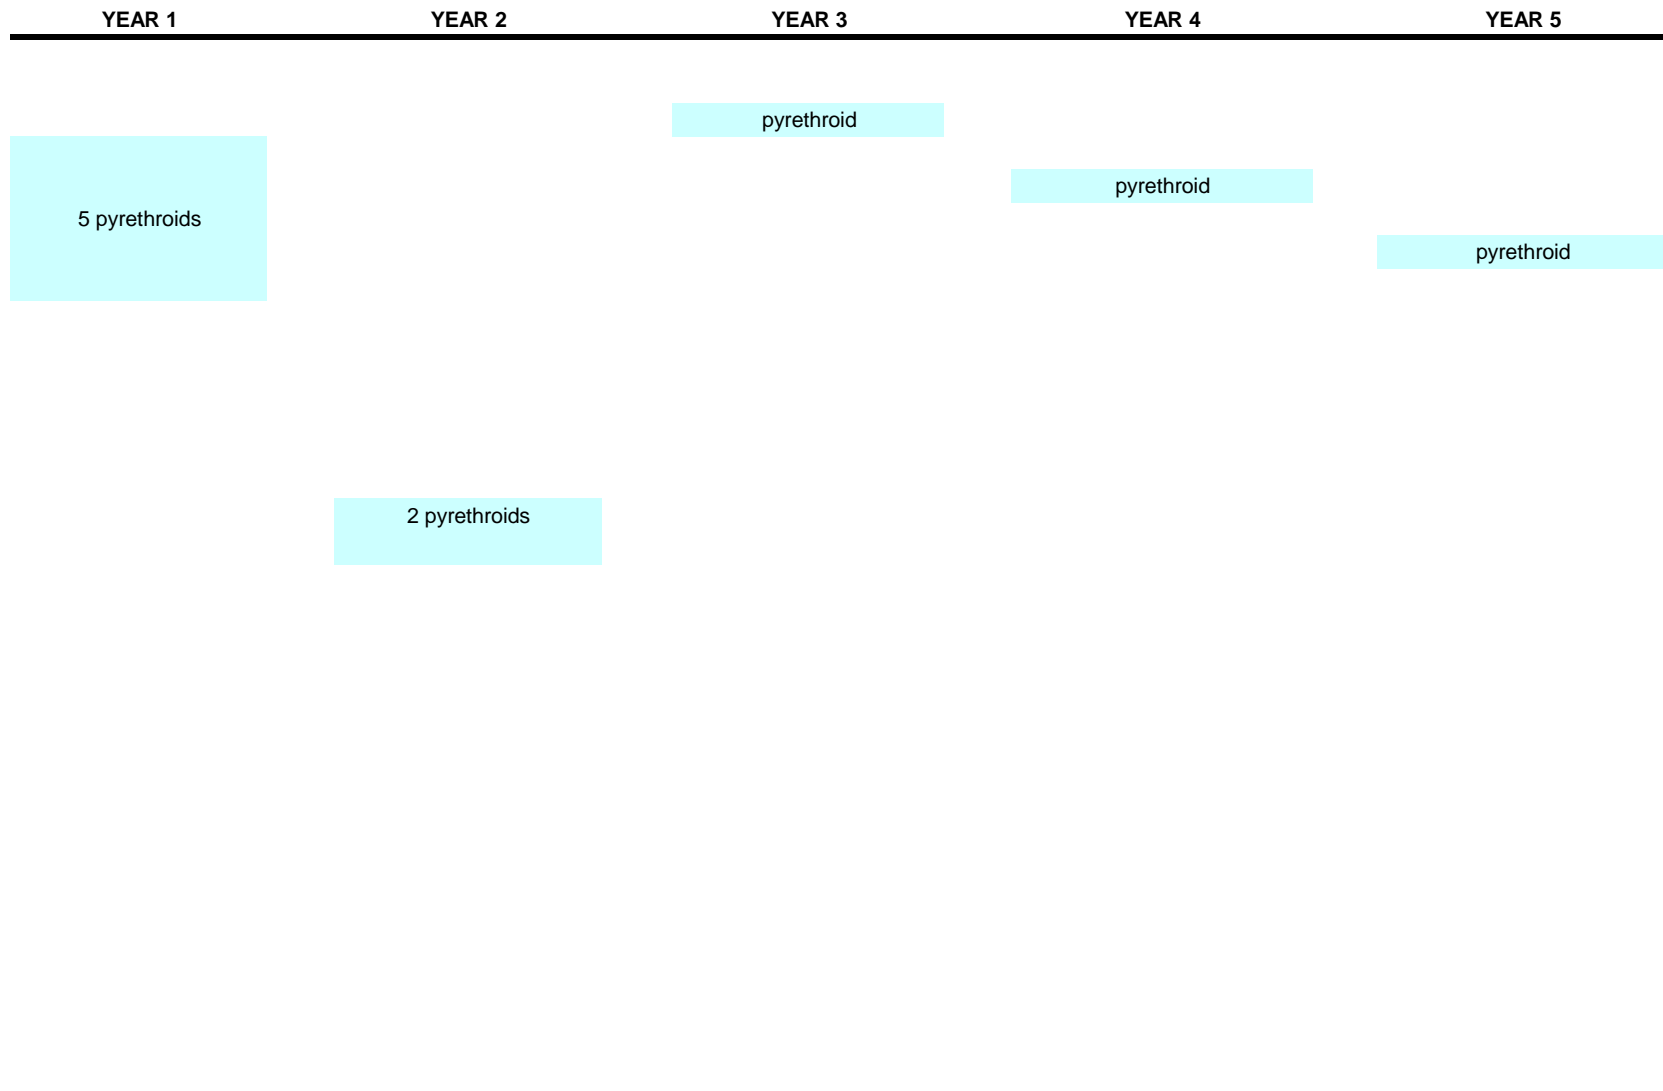 YEAR 1 YEAR 2 YEAR 3 YEAR 4 YEAR 5
pyrethroid
pyrethroid
5 pyrethroids
pyrethroid
2 pyrethroids